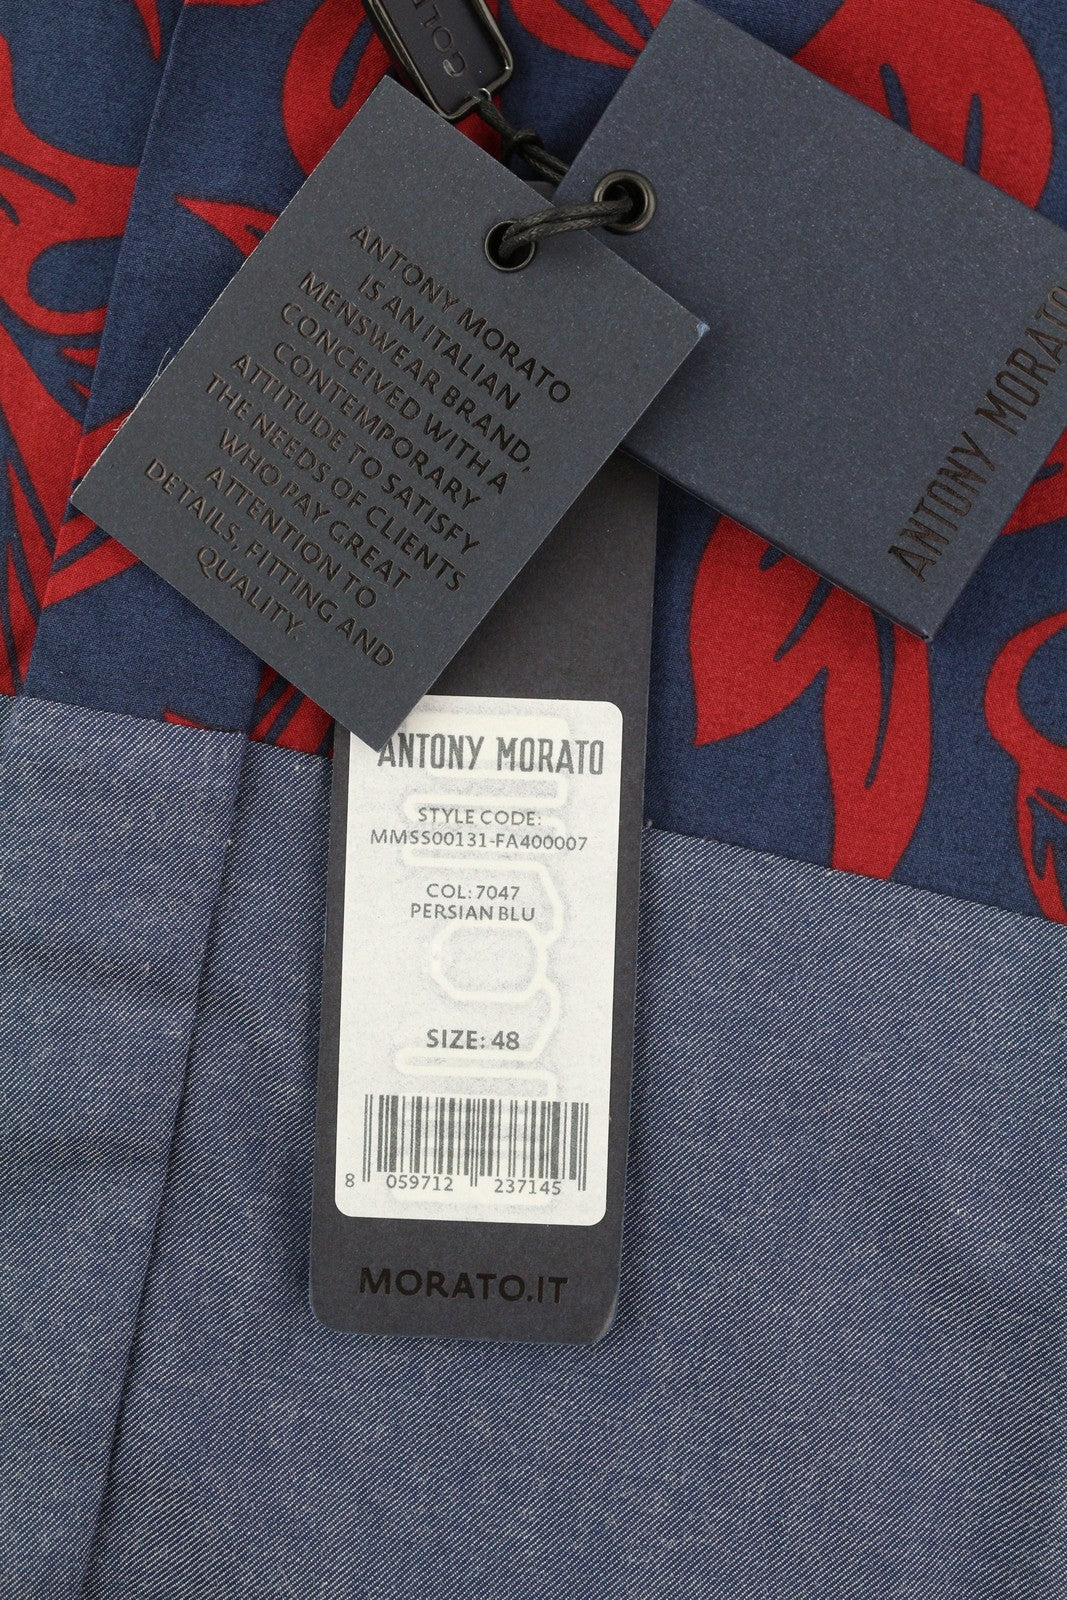 GOL
ANTONY MORATO
IS AN ITALIAN
MENSWEAR BRAND,
CONCEIVED WITH A
CONTEMPORARY
ATTITUDE TO SATISFY
THE NEEDS OF CLIENTS
WHO PAY GREAT
ATTENTION TO
DETAILS, FITTING AND
QUALITY.
ANTONY MORATO
ANTONY MORATO
STYLE CODE:
MMSS00131-FA400007
COL:7047
PERSIAN BLU
SIZE: 48
8 059712 237145
MORATO.IT